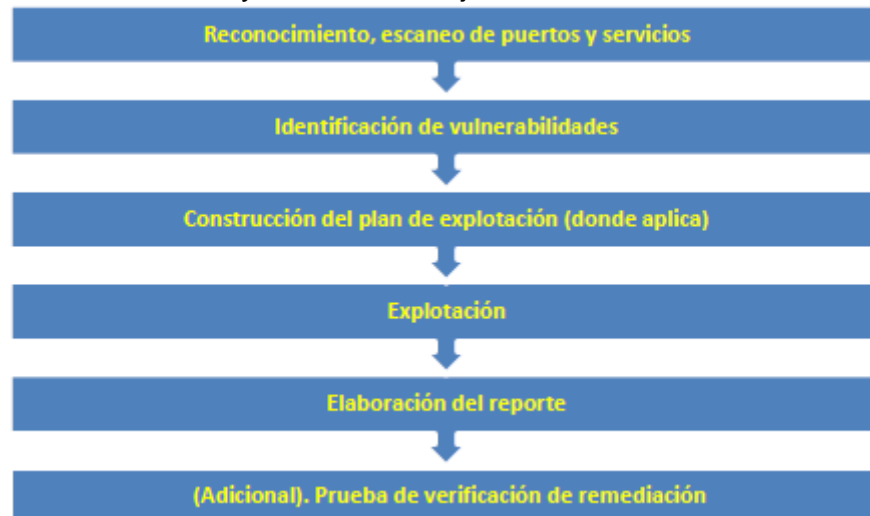 Reconocimiento, escaneo de puertos y servicios
Identificación de vulnerabilidades
Construcción del plan de explotación (donde aplica)
Explotación
Elaboración del reporte
(Adicional). Prueba de verificación de remediación